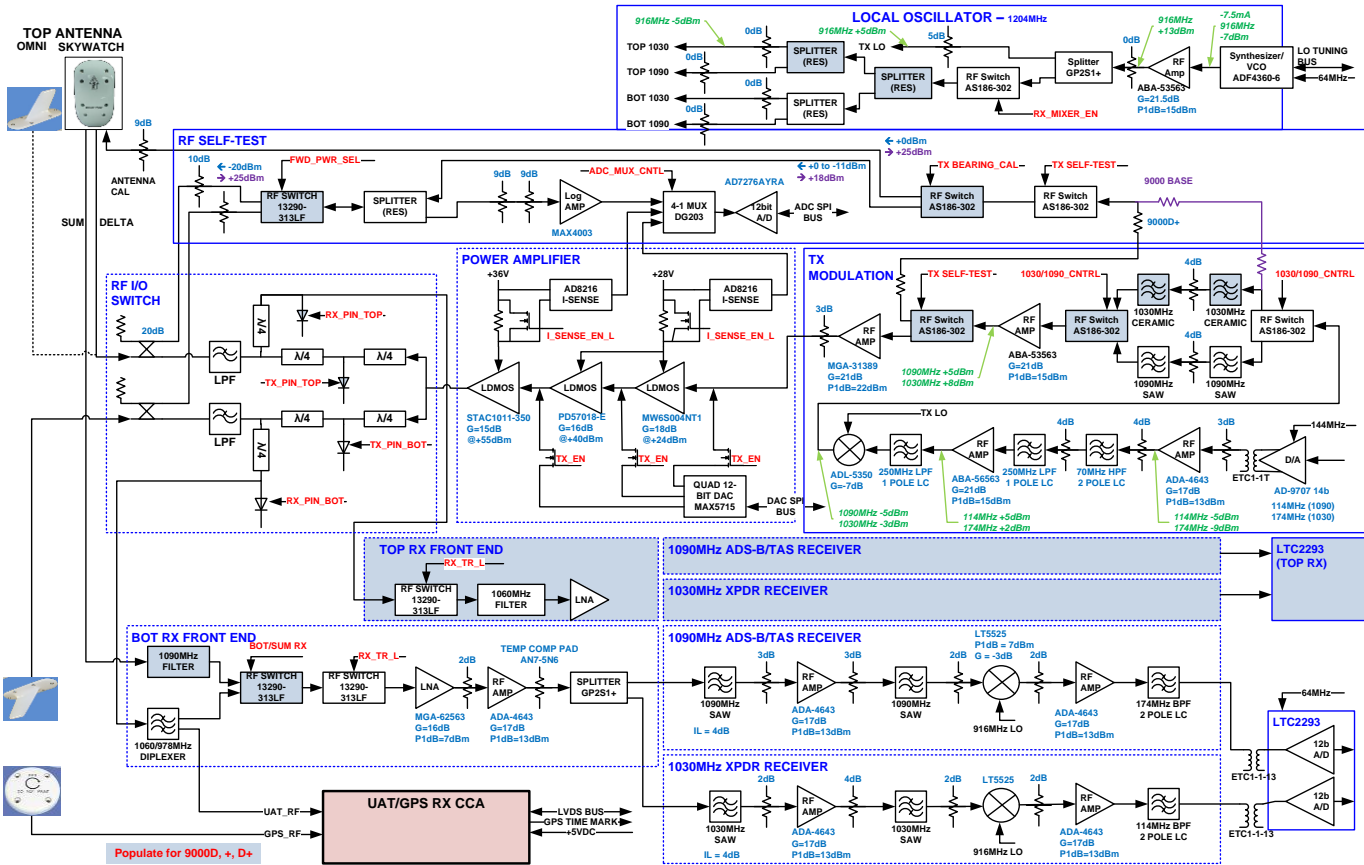 TOP ANTENNA
OMNI
SKYWATCH
LOCAL OSCILLATOR – 1204MHz
916MHz -5dBm
0dB
TOP 1030
TOP 1090
BOT 1030
BOT 1090
0dB
0dB
0dB
SPLITTER
(RES)
SPLITTER
(RES)
916MHz +5dBm
TX LO
5dB
SPLITTER
(RES)
RF Switch
AS186-302
RX_MIXER_EN
Splitter
GP2S1+
0dB
916MHz
+13dBm
RF
Amp
ABA-53563
G=21.5dB
P1dB=15dBm
-7.5mA
916MHz
-7dBm
Synthesizer/
VCO
ADF4360-6
LO TUNING
BUS
64MHz
RF SELF-TEST
9dB
ANTENNA
CAL
SUM
DELTA
10dB
-20dBm
+25dBm
FWD_PWR_SEL
RF SWITCH
13290-
313LF
SPLITTER
(RES)
9dB
9dB
Log
AMP
MAX4003
ADC_MUX_CNTL
4-1 MUX
DG203
+0 to -11dBm
+18dBm
AD7276AYRA
12bit
A/D
ADC SPI
BUS
+0dBm
+25dBm
TX BEARING_CAL
RF Switch
AS186-302
TX SELF-TEST
RF Switch
AS186-302
9000 BASE
9000D+
RF I/O
SWITCH
20dB
LPF
λ/4
RX_PIN_TOP
λ/4
λ/4
TX_PIN_TOP
LPF
λ/4
λ/4
λ/4
TX_PIN_BOT
RX_PIN_BOT
POWER AMPLIFIER
+36V
AD8216
I-SENSE
I_SENSE_EN_L
+28V
AD8216
I-SENSE
I_SENSE_EN_L
LDMOS
STAC1011-350
G=15dB
@+55dBm
LDMOS
PD57018-E
G=16dB
@+40dBm
LDMOS
MW6S004NT1
G=18dB
@+24dBm
TX_EN
TX_EN
TX_EN
QUAD 12-
BIT DAC
MAX5715
DAC SPI
BUS
TX
MODULATION
3dB
RF
AMP
MGA-31389
G=21dB
P1dB=22dBm
TX SELF-TEST
RF Switch
AS186-302
1090MHz +5dBm
1030MHz +8dBm
RF
AMP
ABA-53563
G=21dB
P1dB=15dBm
1030/1090_CNTRL
RF Switch
AS186-302
1030MHz
CERAMIC
4dB
1030MHz
CERAMIC
1090MHz
SAW
4dB
1090MHz
SAW
1030/1090_CNTRL
RF Switch
AS186-302
TX LO
ADL-5350
G=-7dB
1090MHz -5dBm
1030MHz -3dBm
250MHz LPF
1 POLE LC
RF
AMP
ABA-56563
G=21dB
P1dB=15dBm
114MHz +5dBm
174MHz +2dBm
250MHz LPF
1 POLE LC
4dB
70MHz HPF
2 POLE LC
4dB
RF
AMP
ADA-4643
G=17dB
P1dB=13dBm
114MHz -5dBm
174MHz -9dBm
3dB
ETC1-1T
144MHz
D/A
AD-9707 14b
114MHz (1090)
174MHz (1030)
TOP RX FRONT END
RX_TR_L
RF SWITCH
13290-
313LF
1060MHz
FILTER
LNA
1090MHz ADS-B/TAS RECEIVER
1030MHz XPDR RECEIVER
LTC2293
(TOP RX)
BOT RX FRONT END
1090MHz
FILTER
BOT/SUM RX
RF SWITCH
13290-
313LF
RX_TR_L
RF SWITCH
13290-
313LF
1060/978MHz
DIPLEXER
LNA
MGA-62563
G=16dB
P1dB=7dBm
2dB
RF
AMP
ADA-4643
G=17dB
P1dB=13dBm
TEMP COMP PAD
AN7-5N6
SPLITTER
GP2S1+
1090MHz ADS-B/TAS RECEIVER
1090MHz
SAW
IL = 4dB
3dB
RF
AMP
ADA-4643
G=17dB
P1dB=13dBm
3dB
1090MHz
SAW
2dB
LT5525
P1dB = 7dBm
G = -3dB
916MHz LO
2dB
RF
AMP
ADA-4643
G=17dB
P1dB=13dBm
174MHz BPF
2 POLE LC
1030MHz XPDR RECEIVER
1030MHz
SAW
IL = 4dB
2dB
RF
AMP
ADA-4643
G=17dB
P1dB=13dBm
4dB
1030MHz
SAW
2dB
LT5525
916MHz LO
2dB
RF
AMP
ADA-4643
G=17dB
P1dB=13dBm
114MHz BPF
2 POLE LC
64MHz
LTC2293
12b
A/D
ETC1-1-13
12b
A/D
ETC1-1-13
UAT_RF
GPS_RF
UAT/GPS RX CCA
LVDS BUS
GPS TIME MARK
+5VDC
Populate for 9000D, +, D+